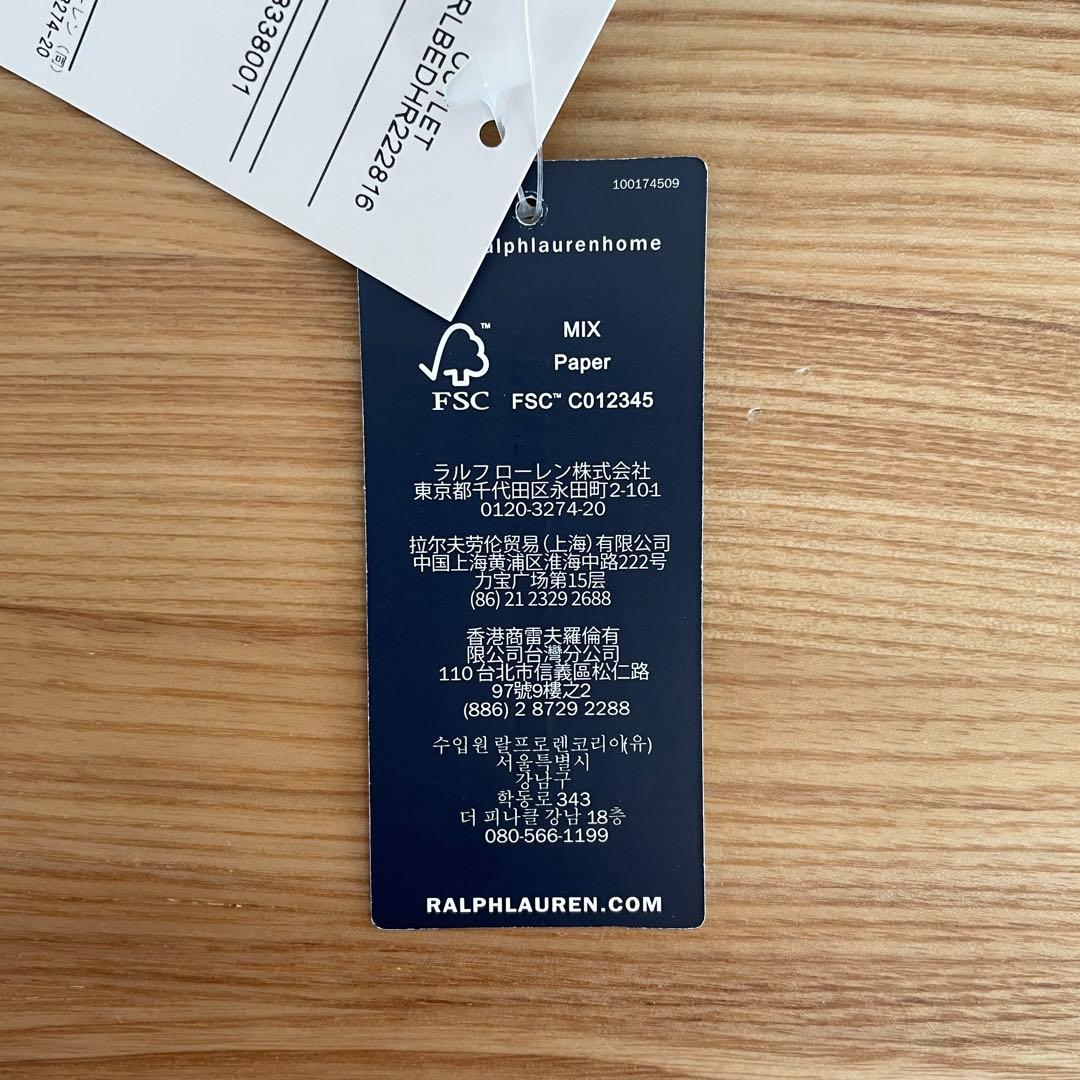 レン(同)
3274-20
338001
RLBEDHR222816
100174509
alphlaurenhome
MIX
Paper
FSC FSC™ C012345
ラルフ ローレン株式会社
東京都千代田区永田町2-10-1
0120-3274-20
拉尔夫劳伦贸易(上海)有限公司
中国上海黄浦区淮海中路222号
力宝广场第15层
(86) 21 2329 2688
香港商雷夫羅倫有
限公司台灣分公司
110 台北市信義區松仁路
97號9樓之2
(886) 2 8729 2288
수입원 랄프로렌코리아(유)
서울특별시
강남구
학동로 343
더 피나클 강남 18층
080-566-1199
RALPHLAUREN.COM